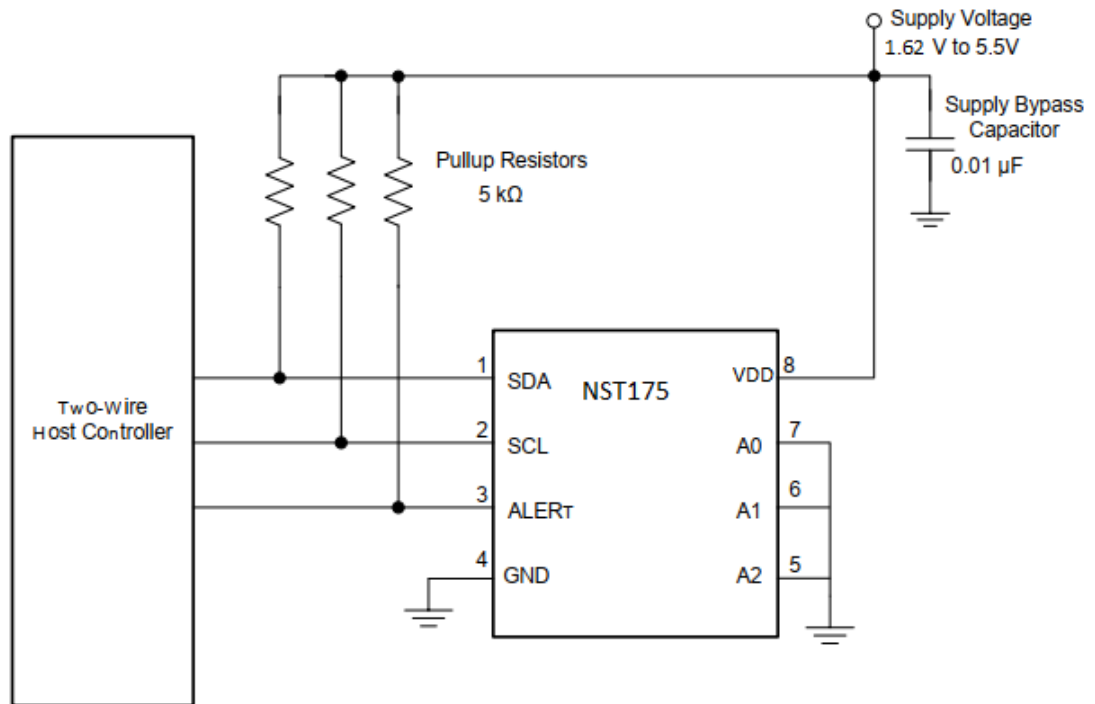 Supply Voltage
1.62 V to 5.5V
Supply Bypass
Capacitor
0.01 µF
Pullup Resistors
5 kΩ
Two-Wire
Host Controller
1
SDA
2
SCL
3
ALERT
4
GND
NST175
VDD
8
A0
7
A1
6
A2
5